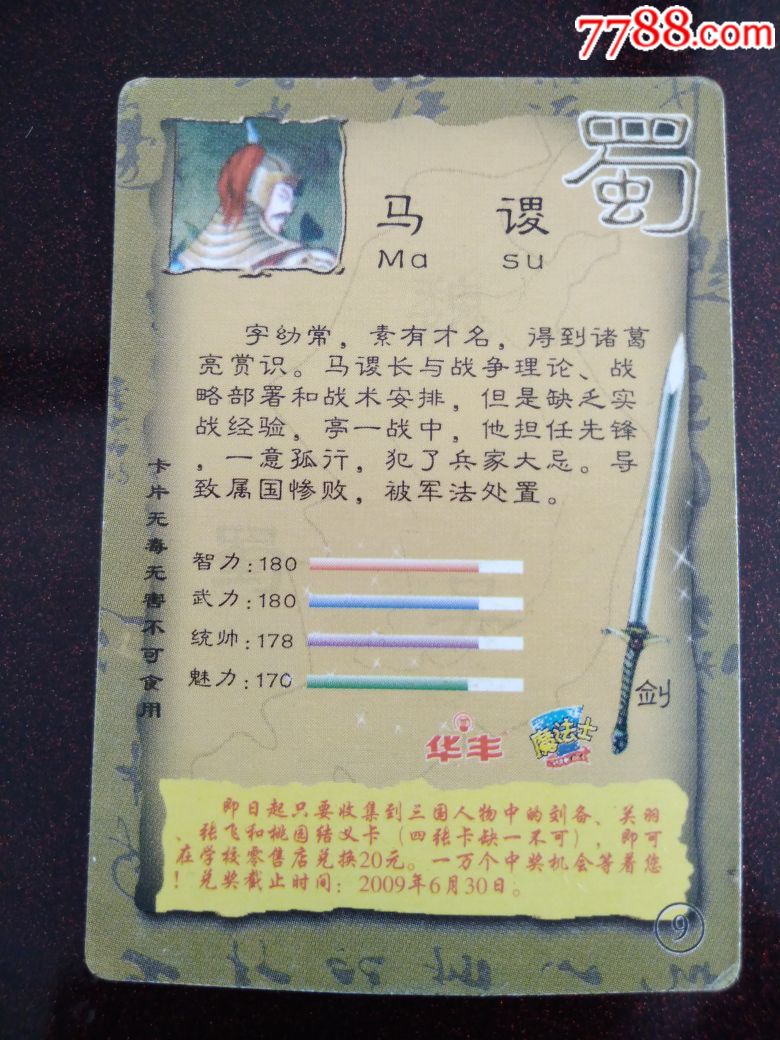 7788.com
蜀
马 谡
Ma su
字幼常，素有才名，得到诸葛
亮赏识。马谡长与战争理论、战
略部署和战术安排，但是缺乏实
战经验，亭一战中，他担任先锋
，一意孤行，犯了兵家大忌。导
致属国惨败，被军法处置。
卡片无毒无害不可食用
智力:180
武力:180
统帅:178
魅力:170
剑
华丰
魔法士
即日起只要收集到三国人物中的刘备、关羽
、张飞和桃园结义卡（四张卡缺一不可），即可
在学校零售店兑换20元。一万个中奖机会等着您
！兑奖截止时间：2009年6月30日。
9